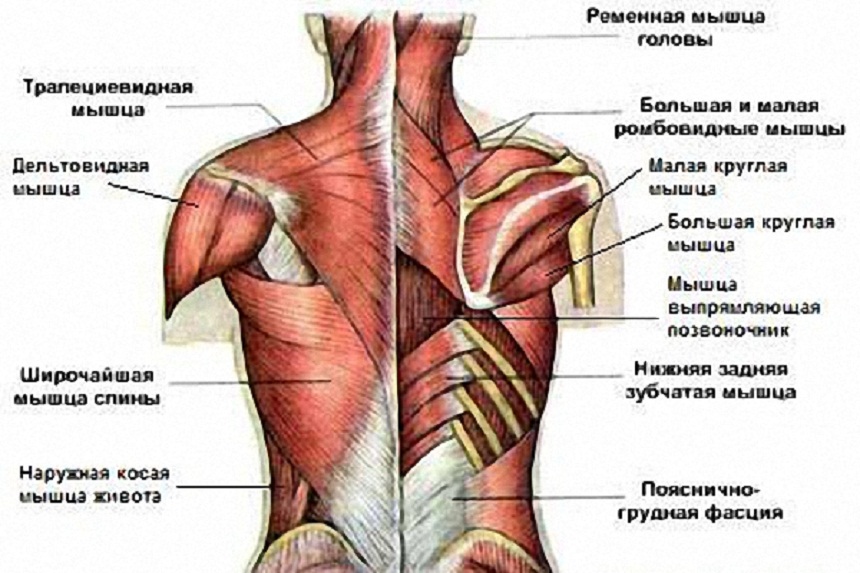 Ременная мышца
головы
Трапециевидная
мышца
Большая и малая
ромбовидные мышцы
Дельтовидная
мышца
Малая круглая
мышца
Большая круглая
мышца
Мышца
выпрямляющая
позвоночник
Широчайшая
мышца спины
Нижняя задняя
зубчатая мышца
Наружная косая
мышца живота
Пояснично-
грудная фасция